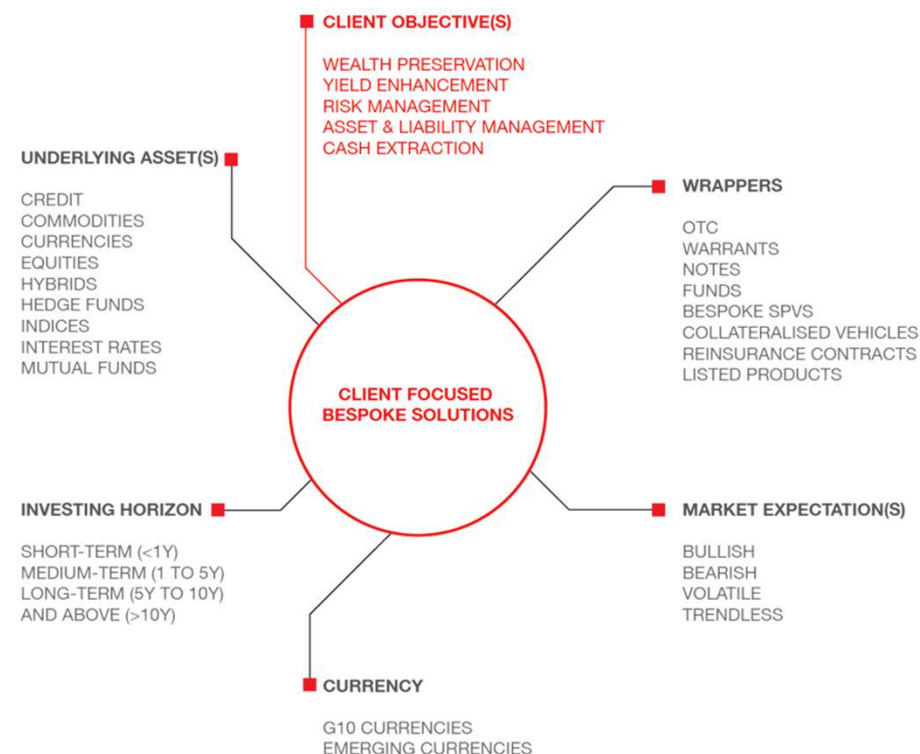 CLIENT OBJECTIVE(S)
WEALTH PRESERVATION
YIELD ENHANCEMENT
RISK MANAGEMENT
ASSET & LIABILITY MANAGEMENT
CASH EXTRACTION
UNDERLYING ASSET(S)
CREDIT
COMMODITIES
CURRENCIES
EQUITIES
HYBRIDS
HEDGE FUNDS
INDICES
INTEREST RATES
MUTUAL FUNDS
WRAPPERS
OTC
WARRANTS
NOTES
FUNDS
BESPOKE SPVS
COLLATERALISED VEHICLES
REINSURANCE CONTRACTS
LISTED PRODUCTS
CLIENT FOCUSED
BESPOKE SOLUTIONS
INVESTING HORIZON
SHORT-TERM (<1Y)
MEDIUM-TERM (1 TO 5Y)
LONG-TERM (5Y TO 10Y)
AND ABOVE (>10Y)
MARKET EXPECTATION(S)
BULLISH
BEARISH
VOLATILE
TRENDLESS
CURRENCY
G10 CURRENCIES
EMERGING CURRENCIES